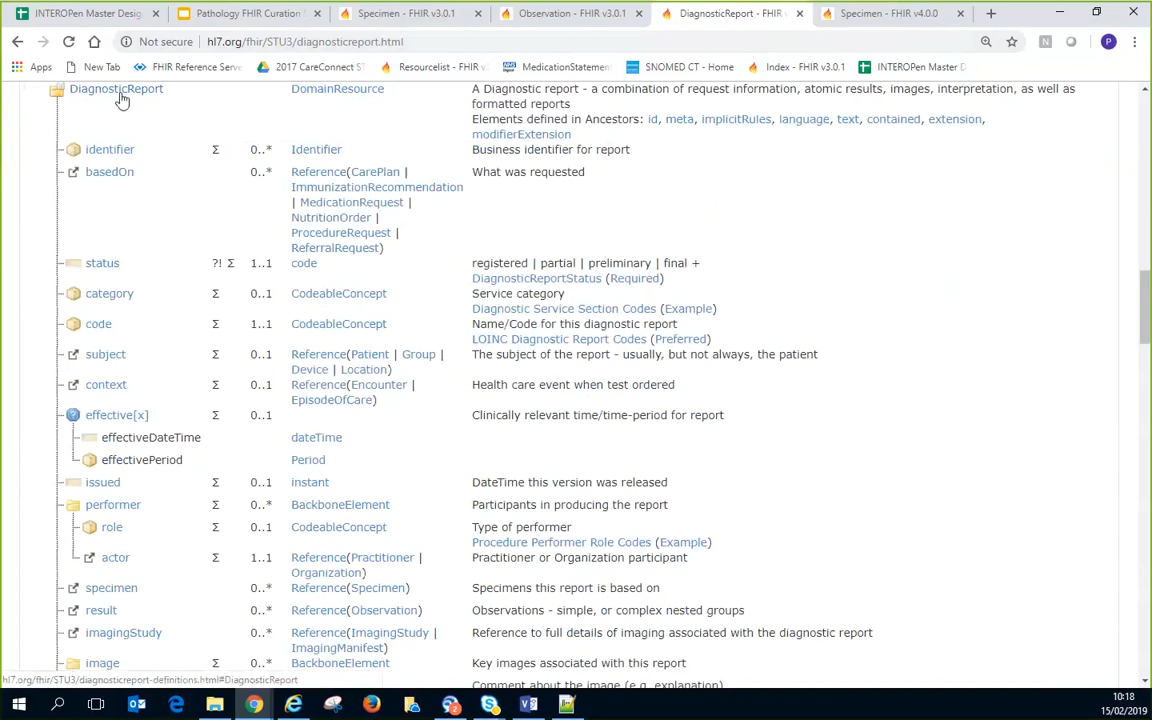 INTEROPen Master Design
Pathology FHIR Curation
Specimen - FHIR v3.0.1
Observation - FHIR v3.0.1
DiagnosticReport - FHIR
Specimen - FHIR v4.0.0
Not secure
hl7.org/fhir/STU3/diagnosticreport.html
N
P
Apps
New Tab
FHIR Reference Serve
2017 CareConnect ST
Resourcelist - FHIR v
NHS
MedicationStatemen
SNOMED CT - Home
Index - FHIR v3.0.1
INTEROPen Master D
DiagnosticReport DomainResource A Diagnostic report - a combination of request information, atomic results, images, interpretation, as well as
formatted reports
Elements defined in Ancestors: id, meta, implicitRules, language, text, contained, extension,
modifierExtension
identifier Σ 0..* Identifier Business identifier for report
basedOn 0..* Reference(CarePlan | What was requested
ImmunizationRecommendation
| MedicationRequest |
NutritionOrder |
ProcedureRequest |
ReferralRequest)
status ?! Σ 1..1 code registered | partial | preliminary | final +
DiagnosticReportStatus (Required)
category Σ 0..1 CodeableConcept Service category
Diagnostic Service Section Codes (Example)
code Σ 1..1 CodeableConcept Name/Code for this diagnostic report
LOINC Diagnostic Report Codes (Preferred)
subject Σ 0..1 Reference(Patient | Group | The subject of the report - usually, but not always, the patient
Device | Location)
context Σ 0..1 Reference(Encounter | Health care event when test ordered
EpisodeOfCare)
effective[x] Σ 0..1 Clinically relevant time/time-period for report
effectiveDateTime dateTime
effectivePeriod Period
issued Σ 0..1 instant DateTime this version was released
performer Σ 0..* BackboneElement Participants in producing the report
role Σ 0..1 CodeableConcept Type of performer
Procedure Performer Role Codes (Example)
actor Σ 1..1 Reference(Practitioner | Practitioner or Organization participant
Organization)
specimen 0..* Reference(Specimen) Specimens this report is based on
result 0..* Reference(Observation) Observations - simple, or complex nested groups
imagingStudy 0..* Reference(ImagingStudy | Reference to full details of imaging associated with the diagnostic report
ImagingManifest)
image Σ 0..* BackboneElement Key images associated with this report
hl7.org/fhir/STU3/diagnosticreport-definitions.html#DiagnosticReport
Comment about the image (e.g. explanation)
10:18
15/02/2019